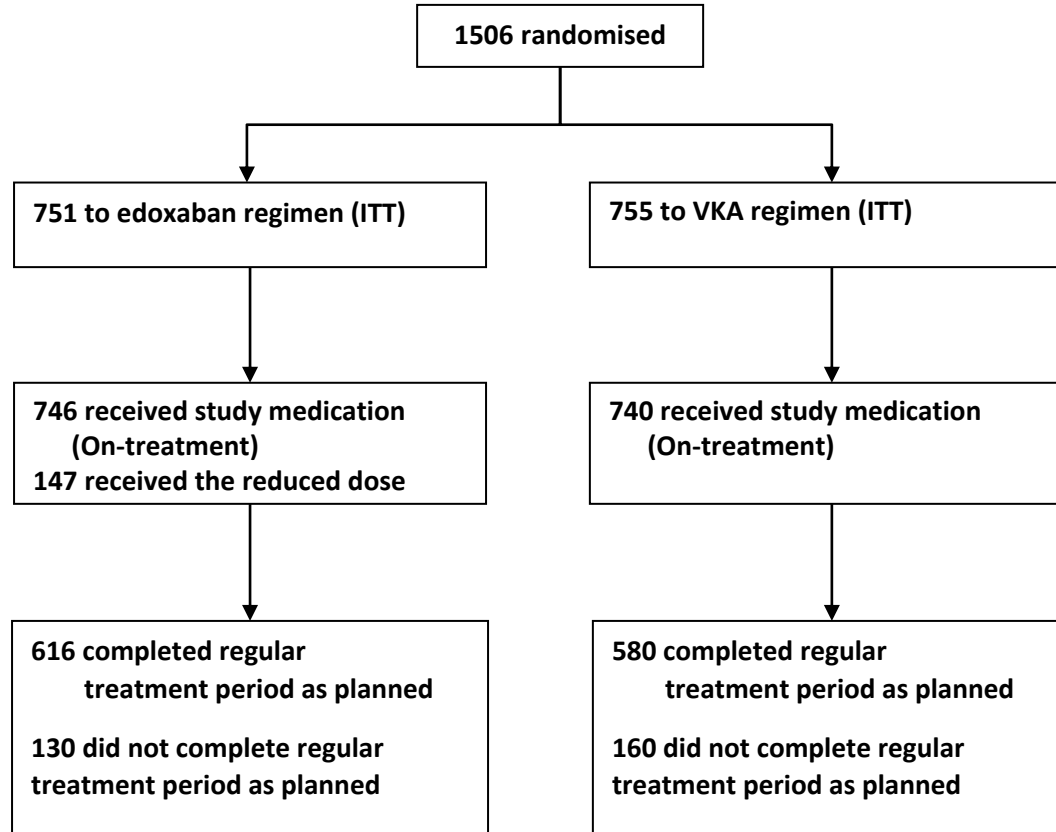 1506 randomised
751 to edoxaban regimen (ITT)
755 to VKA regimen (ITT)
746 received study medication
(On-treatment)
147 received the reduced dose
740 received study medication
(On-treatment)
616 completed regular
treatment period as planned
130 did not complete regular
treatment period as planned
580 completed regular
treatment period as planned
160 did not complete regular
treatment period as planned